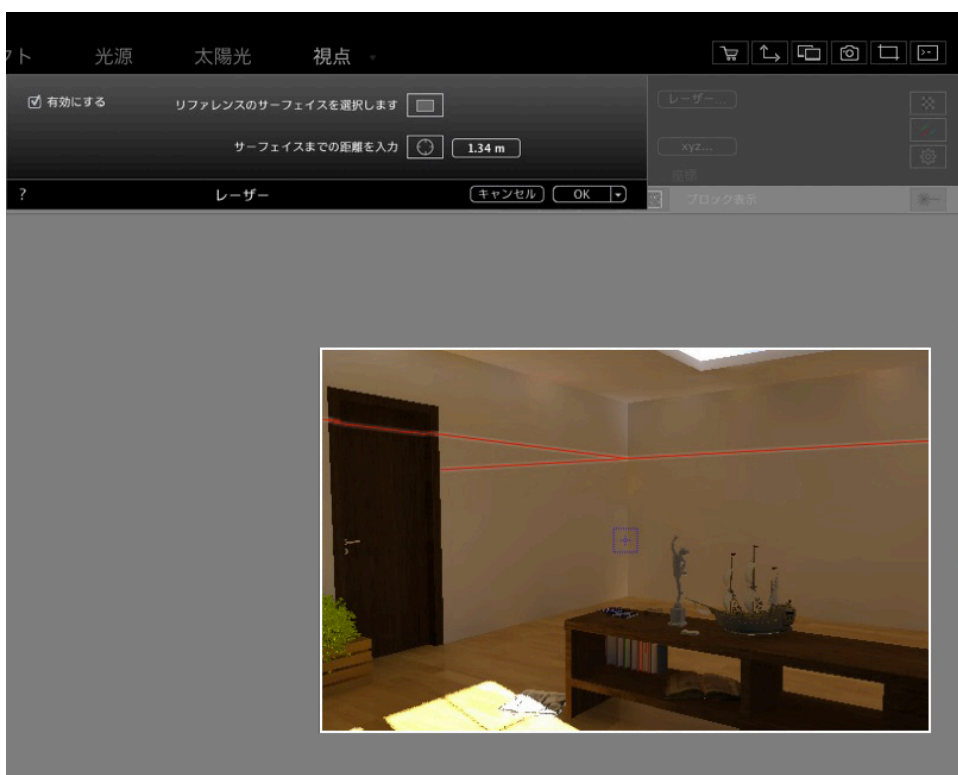 クト 光源 太陽光 視点
有効にする リファレンスのサーフェイスを選択します
レーザー...
サーフェイスまでの距離を入力 1.34 m
xyz...
座標
? レーザー キャンセル OK
ブロック表示